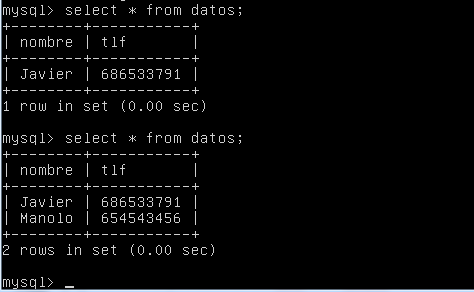 mysql> select * from datos;
+--------+-----------+
| nombre | tlf       |
+--------+-----------+
| Javier | 686533791 |
+--------+-----------+
1 row in set (0.00 sec)

mysql> select * from datos;
+--------+-----------+
| nombre | tlf       |
+--------+-----------+
| Javier | 686533791 |
| Manolo | 654543456 |
+--------+-----------+
2 rows in set (0.00 sec)

mysql> _